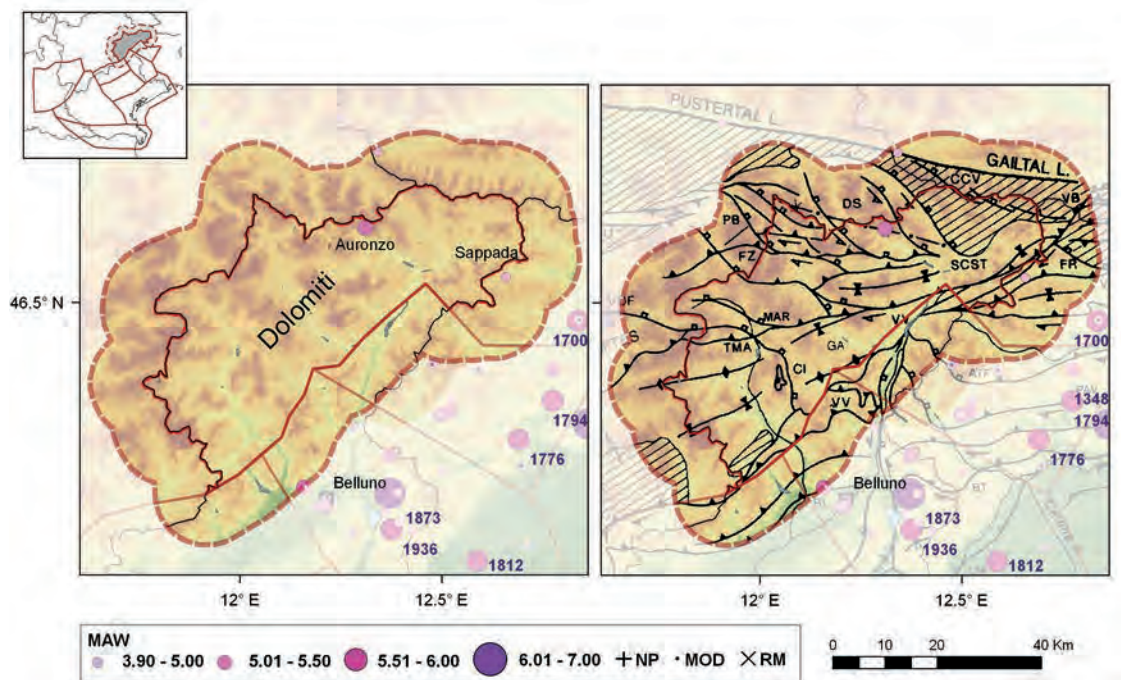 Auronzo
Sappada
Dolomiti
Belluno
46.5° N
1700
1794
1776
1873
1936
1812
12° E
12.5° E
PUSTERTAL L.
GAILTAL L.
CCV
VB
DS
PB
FZ
SCST
FR
MAR
VV
TMA
GA
CI
VV
Belluno
1700
1348
1794
1776
1873
1936
1812
12° E
12.5° E
MAW
3.90 - 5.00 5.01 - 5.50 5.51 - 6.00 6.01 - 7.00 NP MOD RM
0 10 20 40 Km